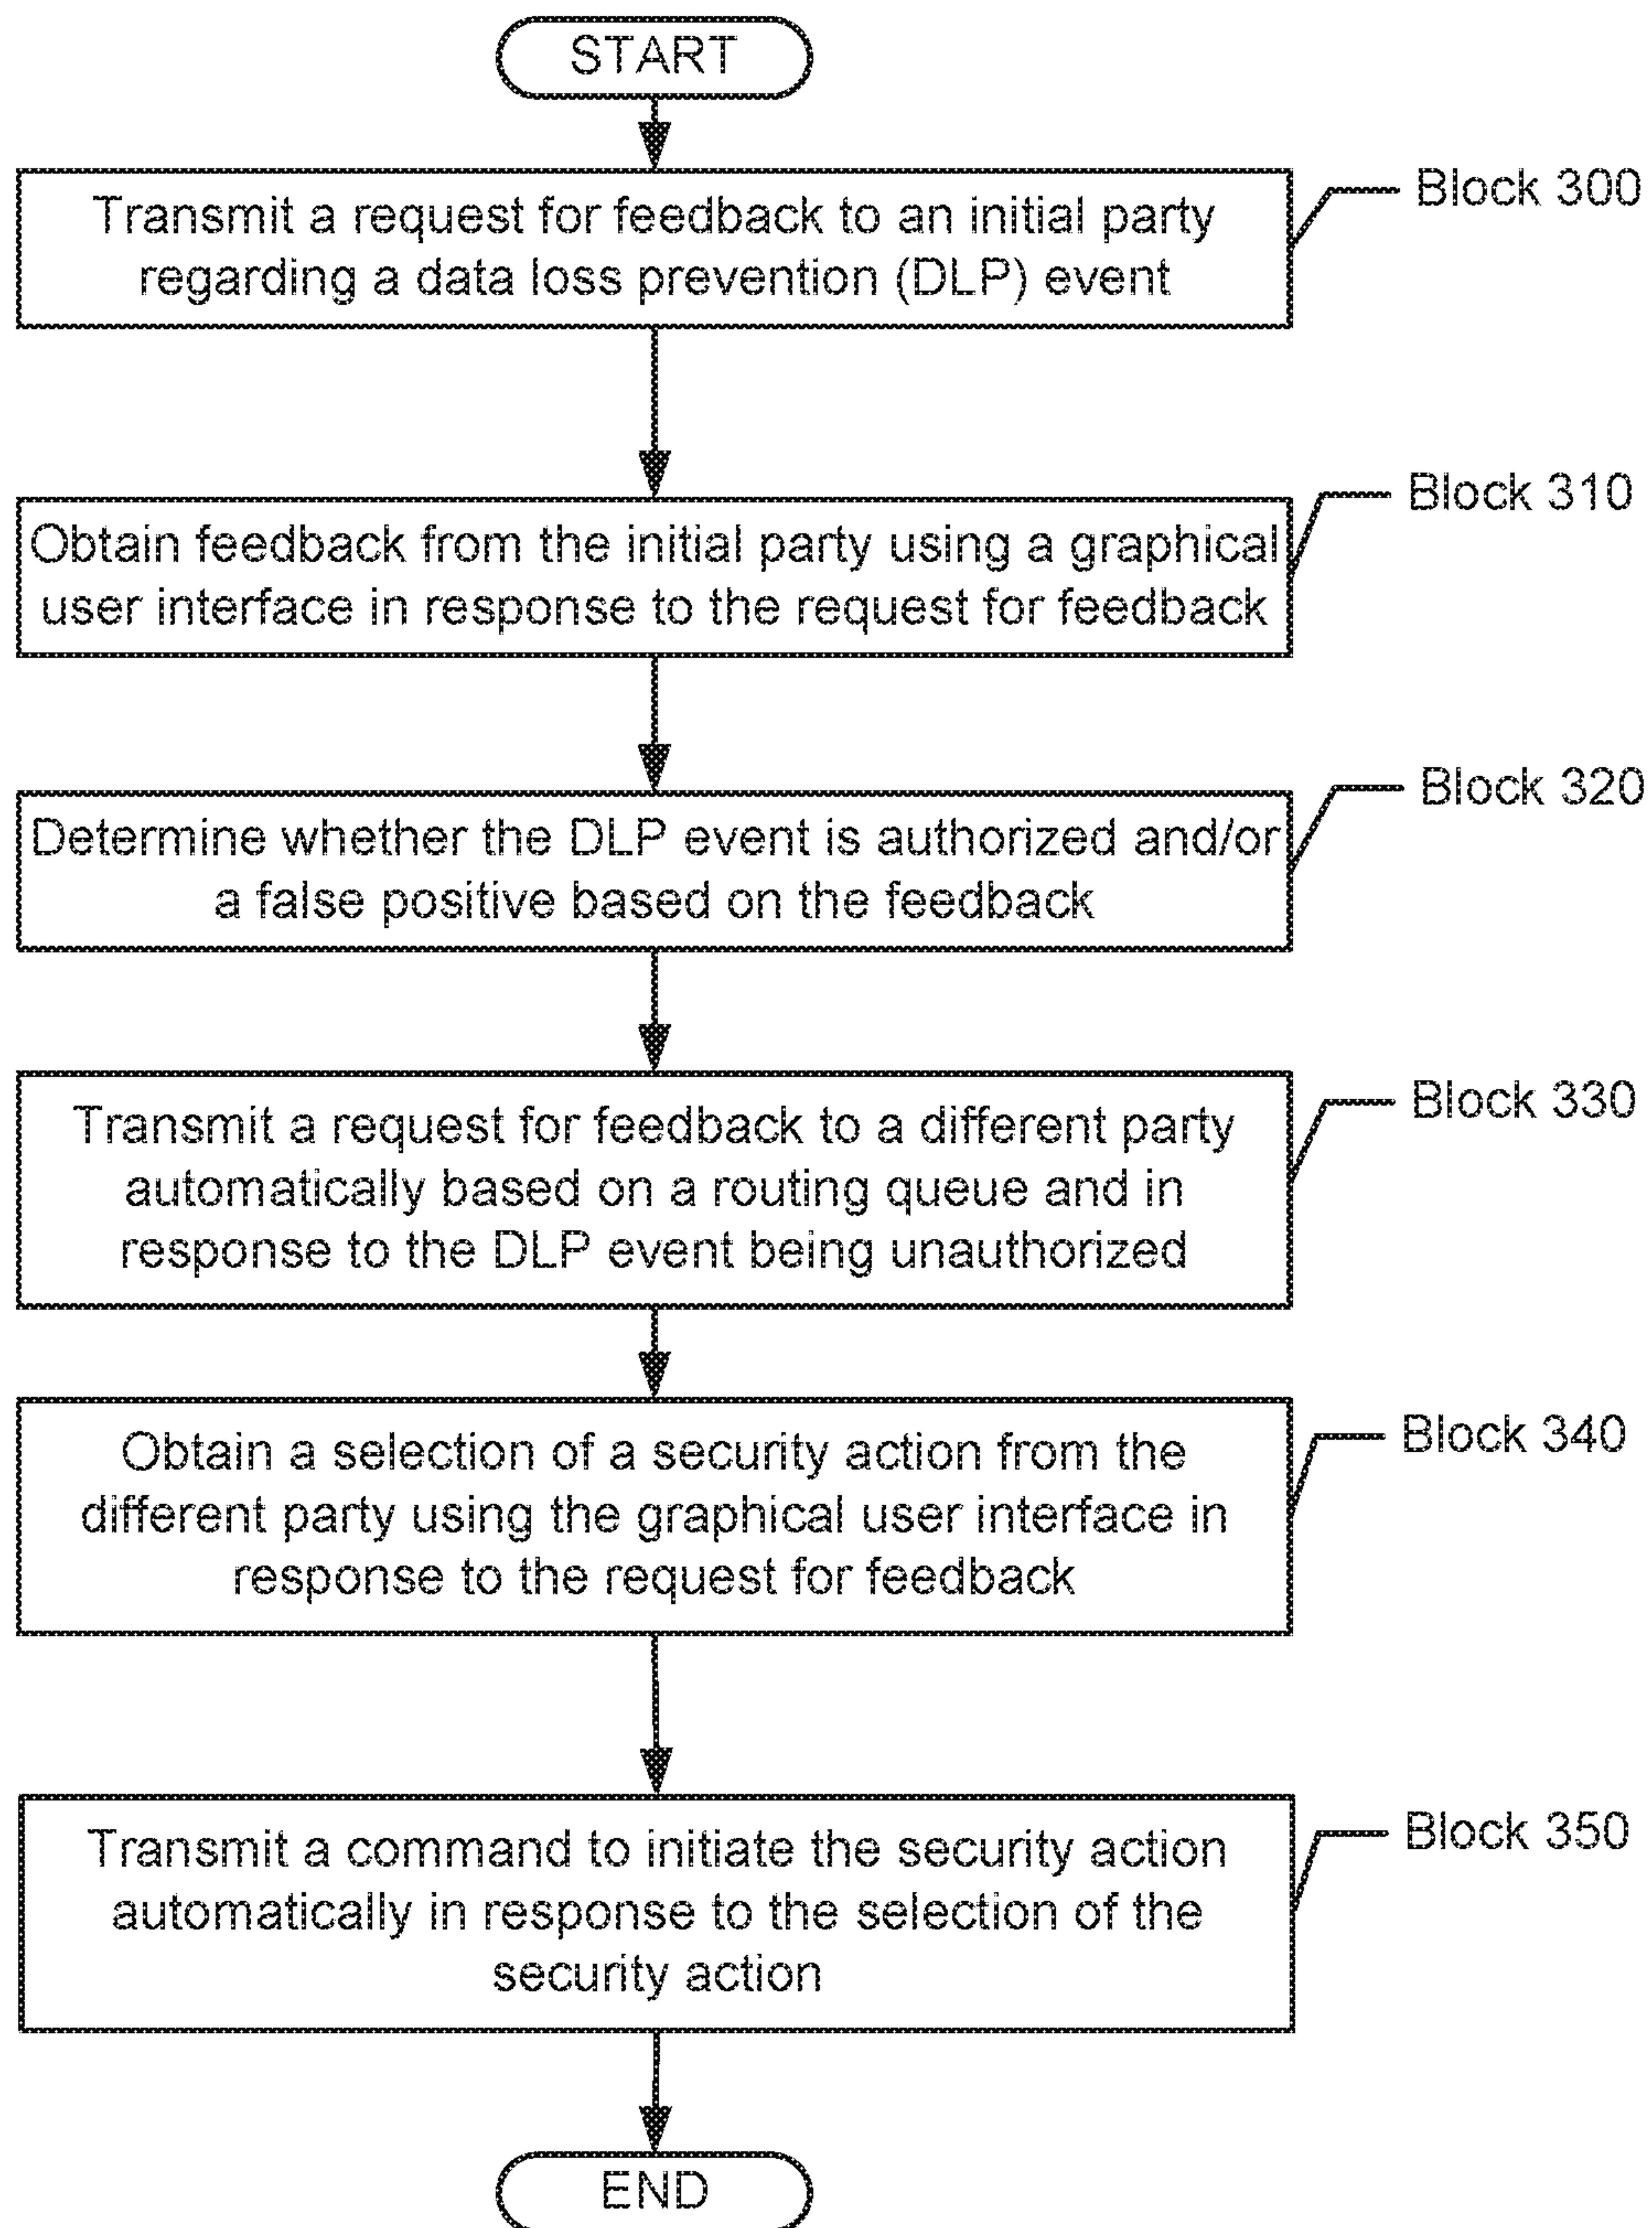 START
Block 300
Transmit a request for feedback to an initial party
regarding a data loss prevention (DLP) event
Block 310
Obtain feedback from the initial party using a graphical
user interface in response to the request for feedback
Block 320
Determine whether the DLP event is authorized and/or
a false positive based on the feedback
Block 330
Transmit a request for feedback to a different party
automatically based on a routing queue and in
response to the DLP event being unauthorized
Block 340
Obtain a selection of a security action from the
different party using the graphical user interface in
response to the request for feedback
Block 350
Transmit a command to initiate the security action
automatically in response to the selection of the
security action
END